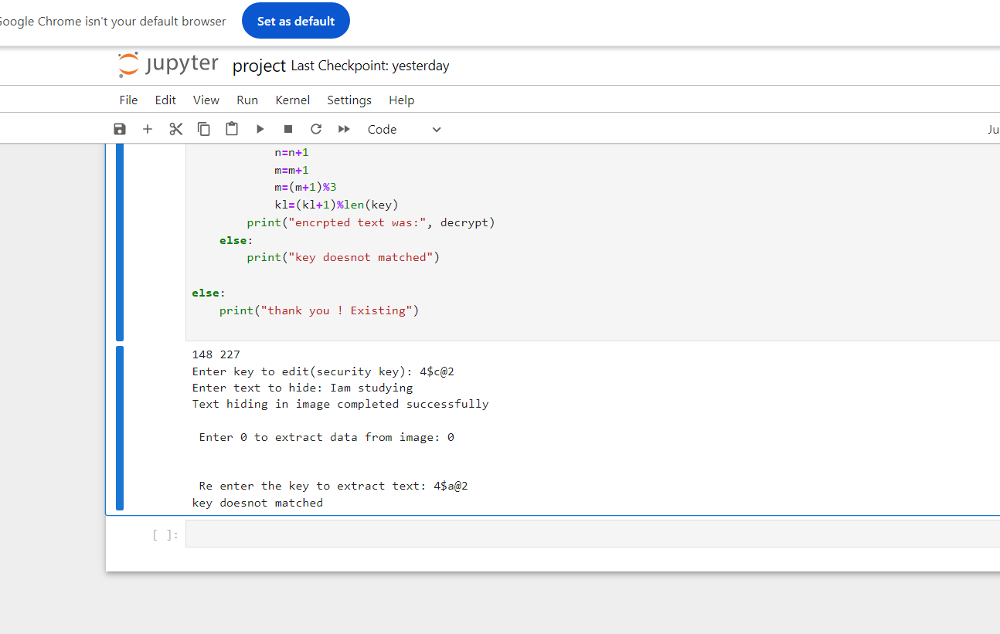 Google Chrome isn't your default browser Set as default
jupyter project Last Checkpoint: yesterday
File Edit View Run Kernel Settings Help
Code
n=n+1
m=m+1
m=(m+1)%3
kl=(kl+1)%len(key)
print("encrpted text was:", decrypt)
else:
print("key doesnot matched")
else:
print("thank you ! Existing")
148 227
Enter key to edit(security key): 4$c@2
Enter text to hide: Iam studying
Text hiding in image completed successfully
Enter 0 to extract data from image: 0
Re enter the key to extract text: 4$a@2
key doesnot matched
[ ]: